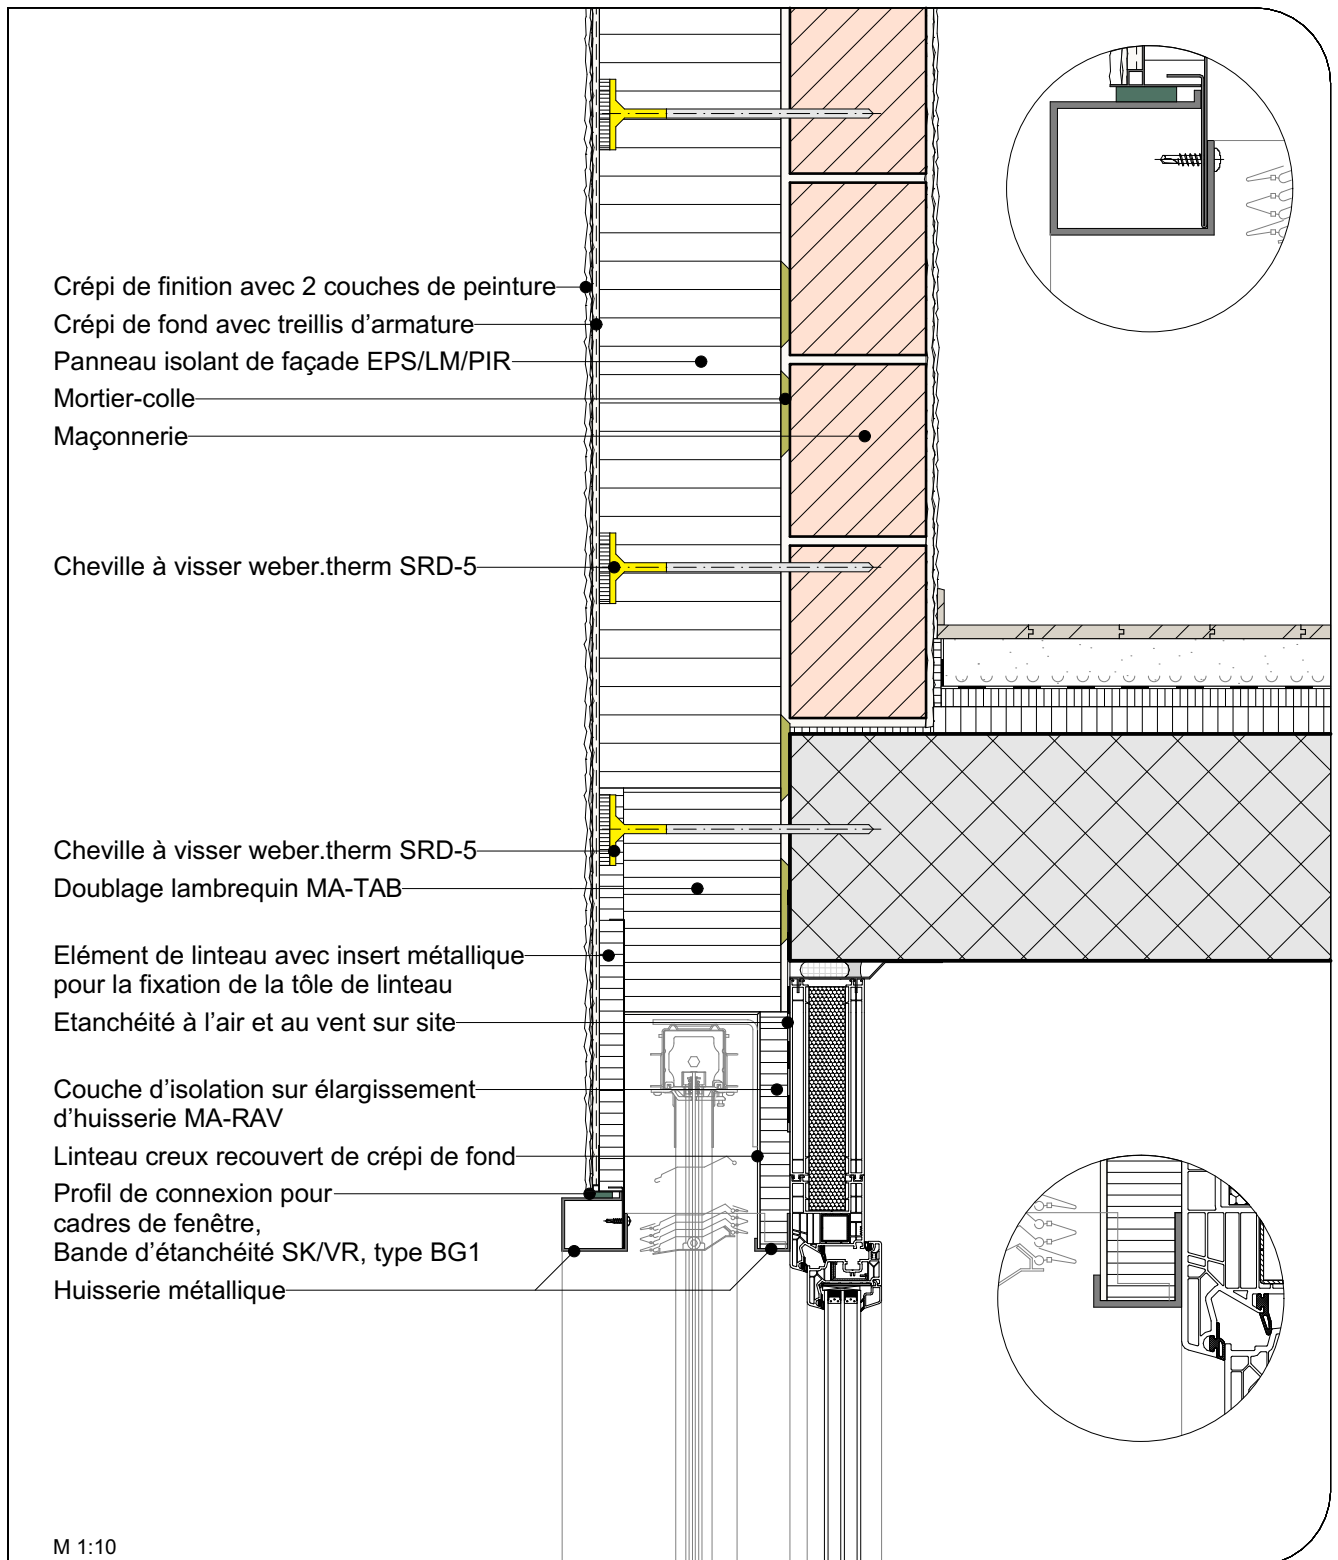 Crépi de finition avec 2 couches de peinture
Crépi de fond avec treillis d'armature
Panneau isolant de façade EPS/LM/PIR
Mortier-colle
Maçonnerie
Cheville à visser weber.therm SRD-5
Cheville à visser weber.therm SRD-5
Doublage lambrequin MA-TAB
Elément de linteau avec insert métallique
pour la fixation de la tôle de linteau
Etanchéité à l'air et au vent sur site
Couche d'isolation sur élargissement
d'huisserie MA-RAV
Linteau creux recouvert de crépi de fond
Profil de connexion pour
cadres de fenêtre,
Bande d'étanchéité SK/VR, type BG1
Huisserie métallique
M 1:10